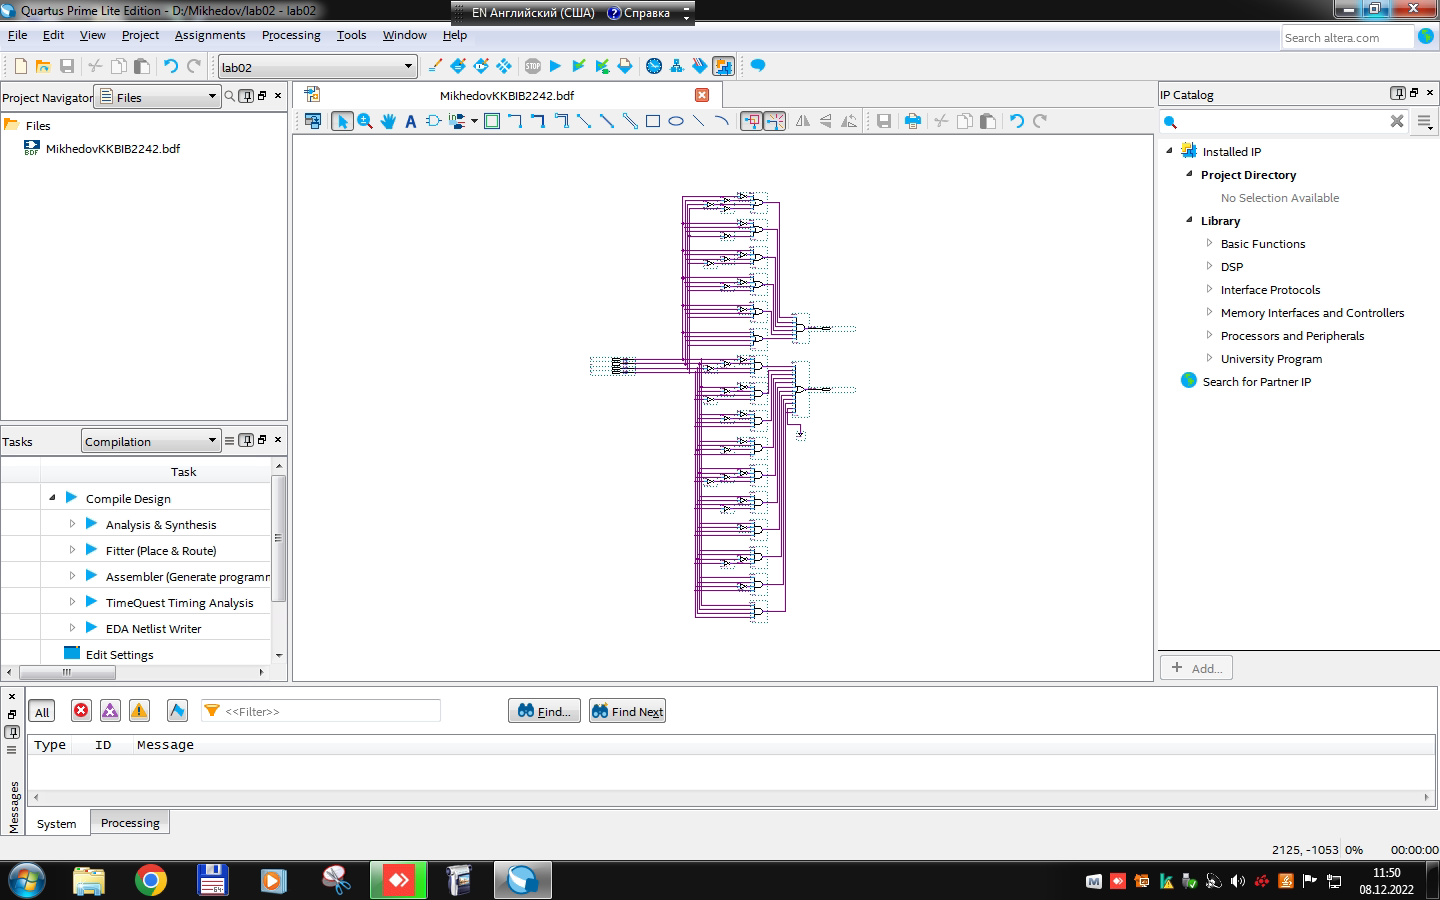 Quartus Prime Lite Edition - D:/Mikhedov/lab02 - lab02
EN Английский (США) ? Справка
File Edit View Project Assignments Processing Tools Window Help
Search altera.com
lab02
Project Navigator Files
MikhedovKKBIB2242.bdf
IP Catalog
Files
MikhedovKKBIB2242.bdf
Installed IP
Project Directory
No Selection Available
Library
Basic Functions
DSP
Interface Protocols
Memory Interfaces and Controllers
Processors and Peripherals
University Program
Search for Partner IP
Tasks Compilation
Task
Compile Design
Analysis & Synthesis
Fitter (Place & Route)
Assembler (Generate programm
TimeQuest Timing Analysis
EDA Netlist Writer
Edit Settings
+ Add...
All <<Filter>> Find... Find Next
Type ID Message
Messages
System Processing
2125, -1053 0% 00:00:00
11:50
08.12.2022